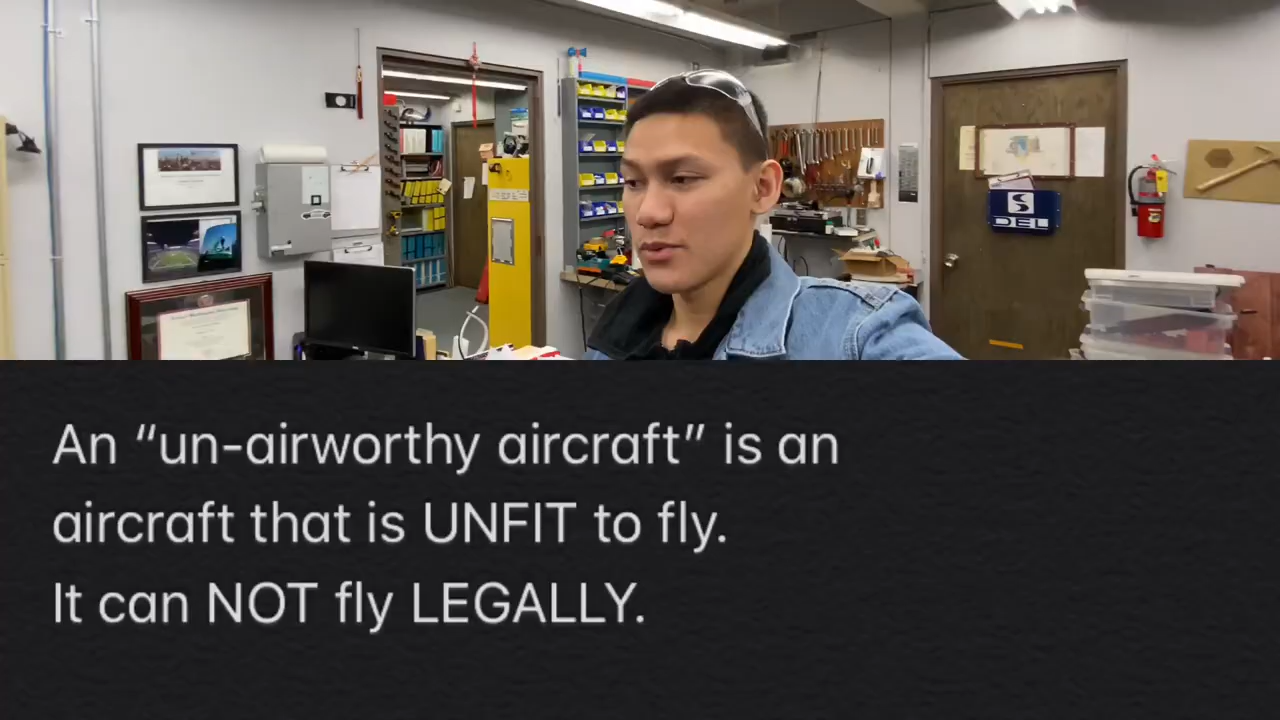 DEL
An “un-airworthy aircraft” is an
aircraft that is UNFIT to fly.
It can NOT fly LEGALLY.